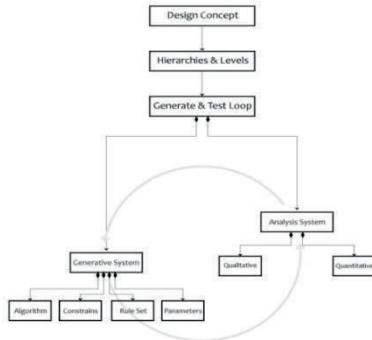 Design Concept
Hierarchies & Levels
Generate & Test Loop
Analysis System
Generative System
Qualitative
Quantitative
Algorithm
Constrains
Rule Set
Parameters